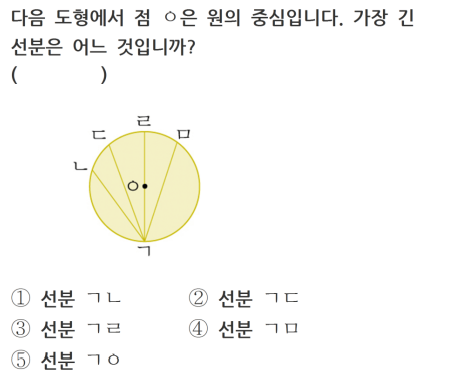 다음 도형에서 점 ㅇ은 원의 중심입니다. 가장 긴
선분은 어느 것입니까?
(          )
ㄹ
ㄷ ㅁ
ㄴ
ㅇ
ㄱ
① 선분 ㄱㄴ ② 선분 ㄱㄷ
③ 선분 ㄱㄹ ④ 선분 ㄱㅁ
⑤ 선분 ㄱㅇ